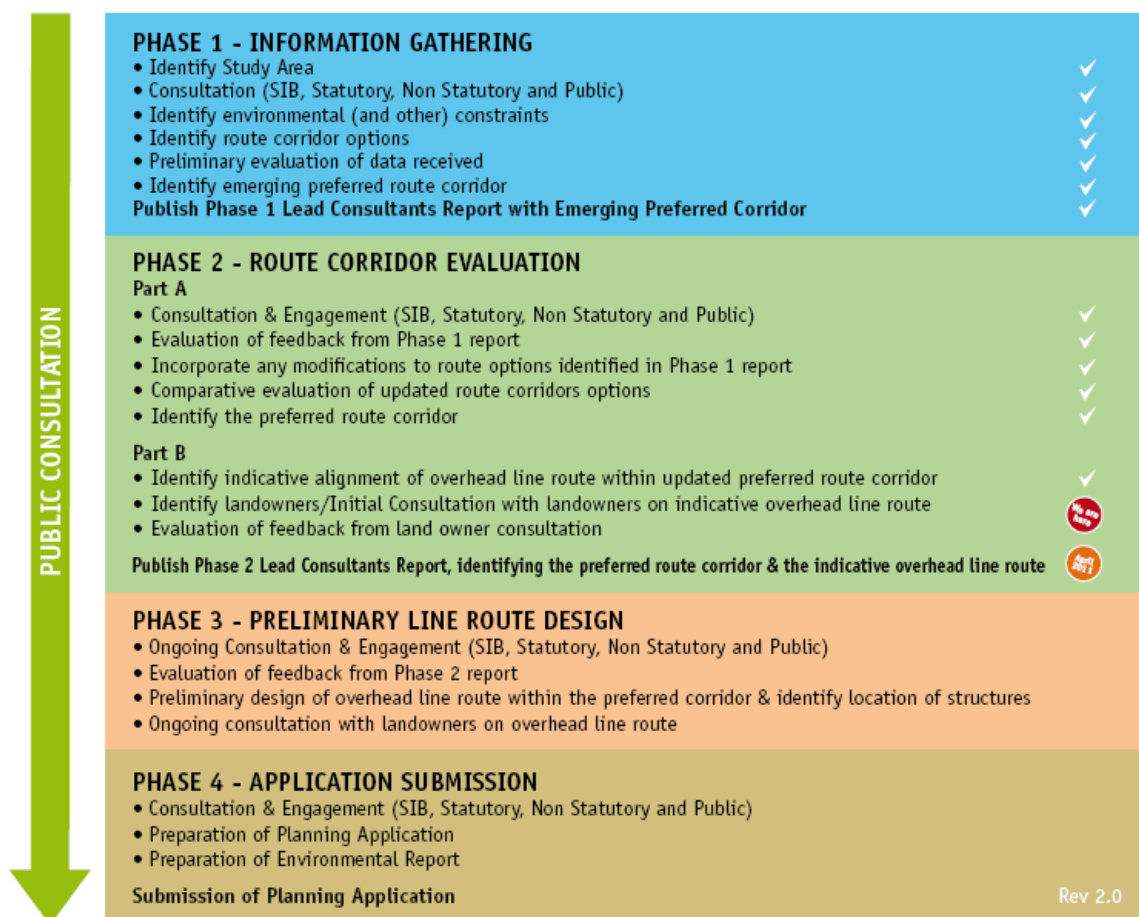 PUBLIC CONSULTATION
PHASE 1 - INFORMATION GATHERING
• Identify Study Area
• Consultation (SIB, Statutory, Non Statutory and Public)
• Identify environmental (and other) constraints
• Identify route corridor options
• Preliminary evaluation of data received
• Identify emerging preferred route corridor
Publish Phase 1 Lead Consultants Report with Emerging Preferred Corridor
PHASE 2 - ROUTE CORRIDOR EVALUATION
Part A
• Consultation & Engagement (SIB, Statutory, Non Statutory and Public)
• Evaluation of feedback from Phase 1 report
• Incorporate any modifications to route options identified in Phase 1 report
• Comparative evaluation of updated route corridors options
• Identify the preferred route corridor
Part B
• Identify indicative alignment of overhead line route within updated preferred route corridor
• Identify landowners/Initial Consultation with landowners on indicative overhead line route
We are
here
• Evaluation of feedback from land owner consultation
Publish Phase 2 Lead Consultants Report, identifying the preferred route corridor & the indicative overhead line route
April
2011
PHASE 3 - PRELIMINARY LINE ROUTE DESIGN
• Ongoing Consultation & Engagement (SIB, Statutory, Non Statutory and Public)
• Evaluation of feedback from Phase 2 report
• Preliminary design of overhead line route within the preferred corridor & identify location of structures
• Ongoing consultation with landowners on overhead line route
PHASE 4 - APPLICATION SUBMISSION
• Consultation & Engagement (SIB, Statutory, Non Statutory and Public)
• Preparation of Planning Application
• Preparation of Environmental Report
Submission of Planning Application
Rev 2.0